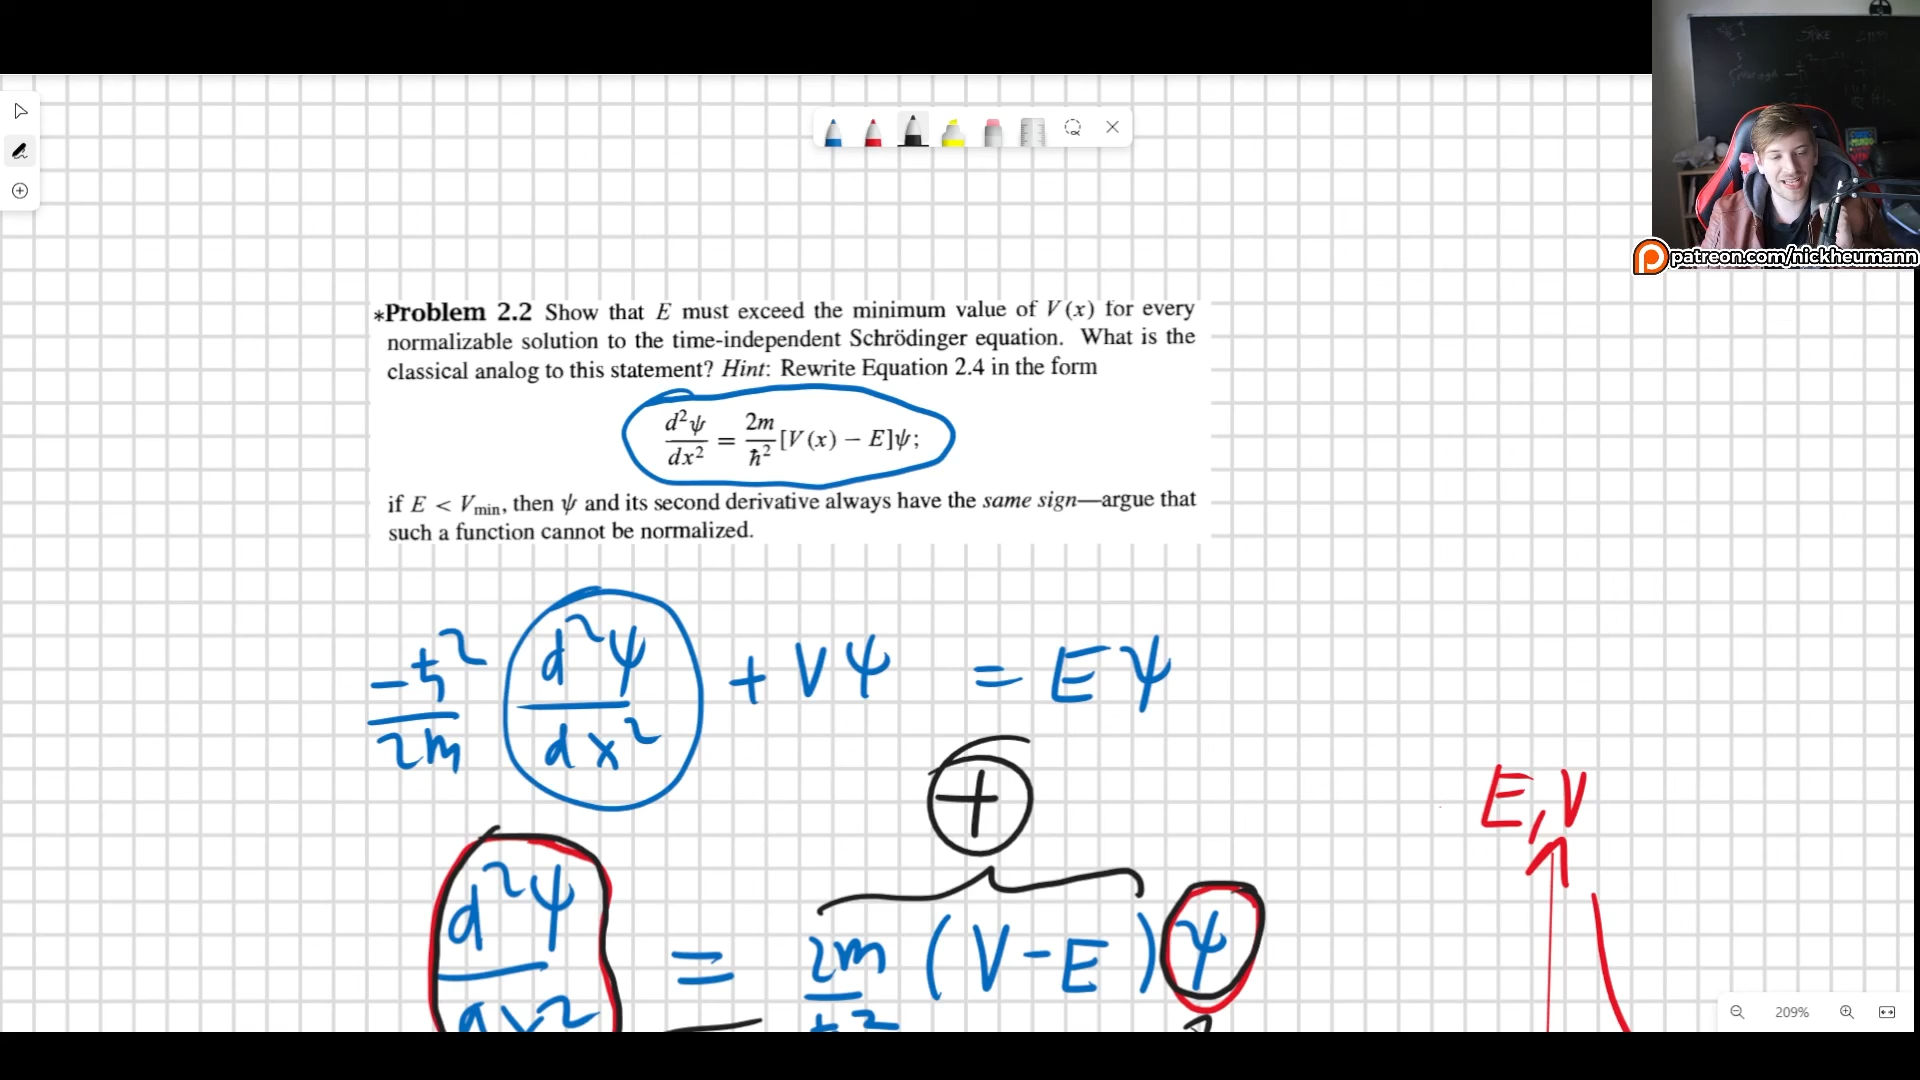 *Problem 2.2 Show that E must exceed the minimum value of V(x) for every
normalizable solution to the time-independent Schrödinger equation. What is the
classical analog to this statement? Hint: Rewrite Equation 2.4 in the form
d²ψ/dx² = 2m/ħ² [V(x) − E]ψ;
if E < Vmin, then ψ and its second derivative always have the same sign—argue that
such a function cannot be normalized.
−ħ²/2m d²ψ/dx² + Vψ = Eψ
+
d²ψ/dx² = 2m/ħ² (V−E)ψ
E,V
patreon.com/nickheumann
209%